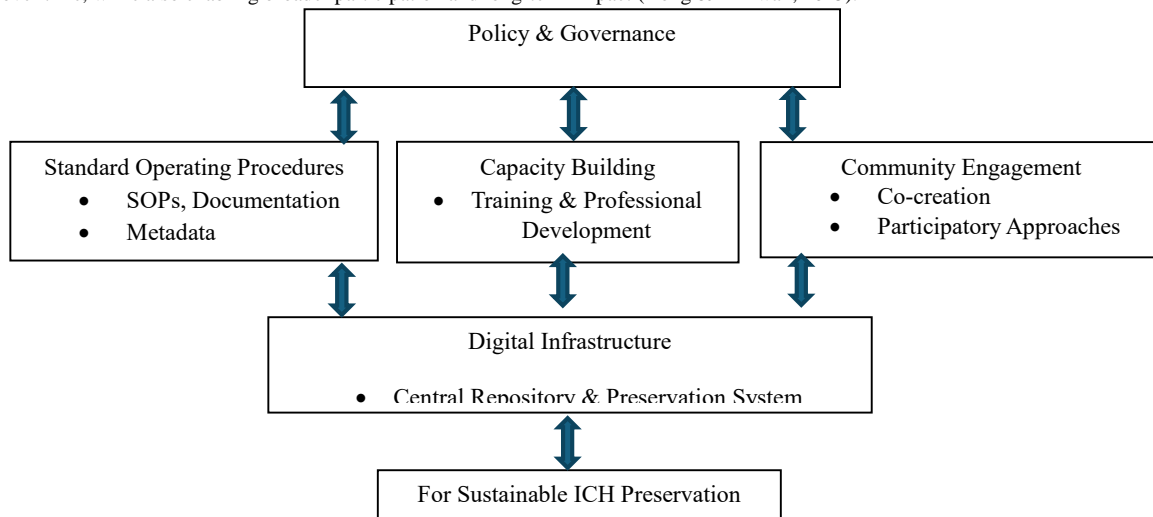 Policy & Governance
Standard Operating Procedures
• SOPs, Documentation
• Metadata
Capacity Building
• Training & Professional
Development
Community Engagement
• Co-creation
• Participatory Approaches
Digital Infrastructure
• Central Repository & Preservation System
For Sustainable ICH Preservation